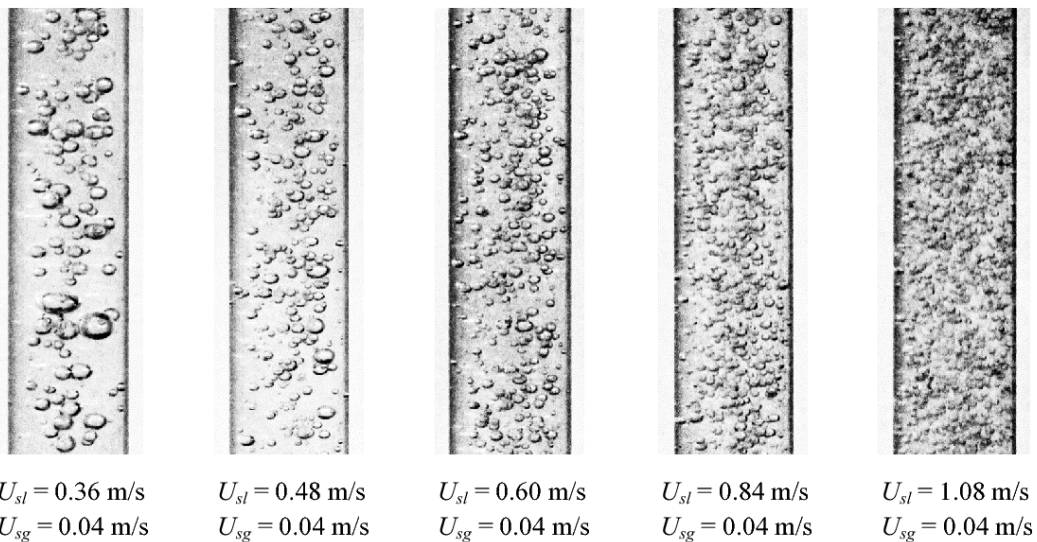 U_sl = 0.36 m/s
U_sg = 0.04 m/s
U_sl = 0.48 m/s
U_sg = 0.04 m/s
U_sl = 0.60 m/s
U_sg = 0.04 m/s
U_sl = 0.84 m/s
U_sg = 0.04 m/s
U_sl = 1.08 m/s
U_sg = 0.04 m/s